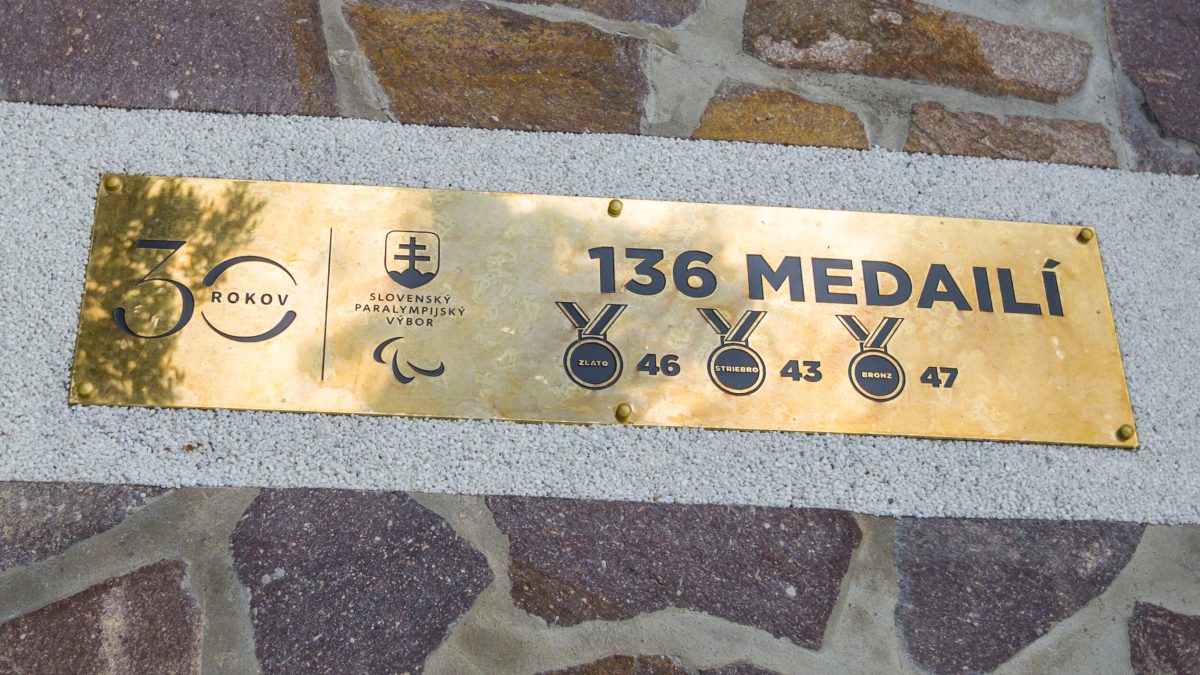 30 ROKOV
SLOVENSKÝ
PARALYMPIJSKÝ
VÝBOR
136 MEDAILÍ
ZLATO 46 STRIEBRO 43 BRONZ 47